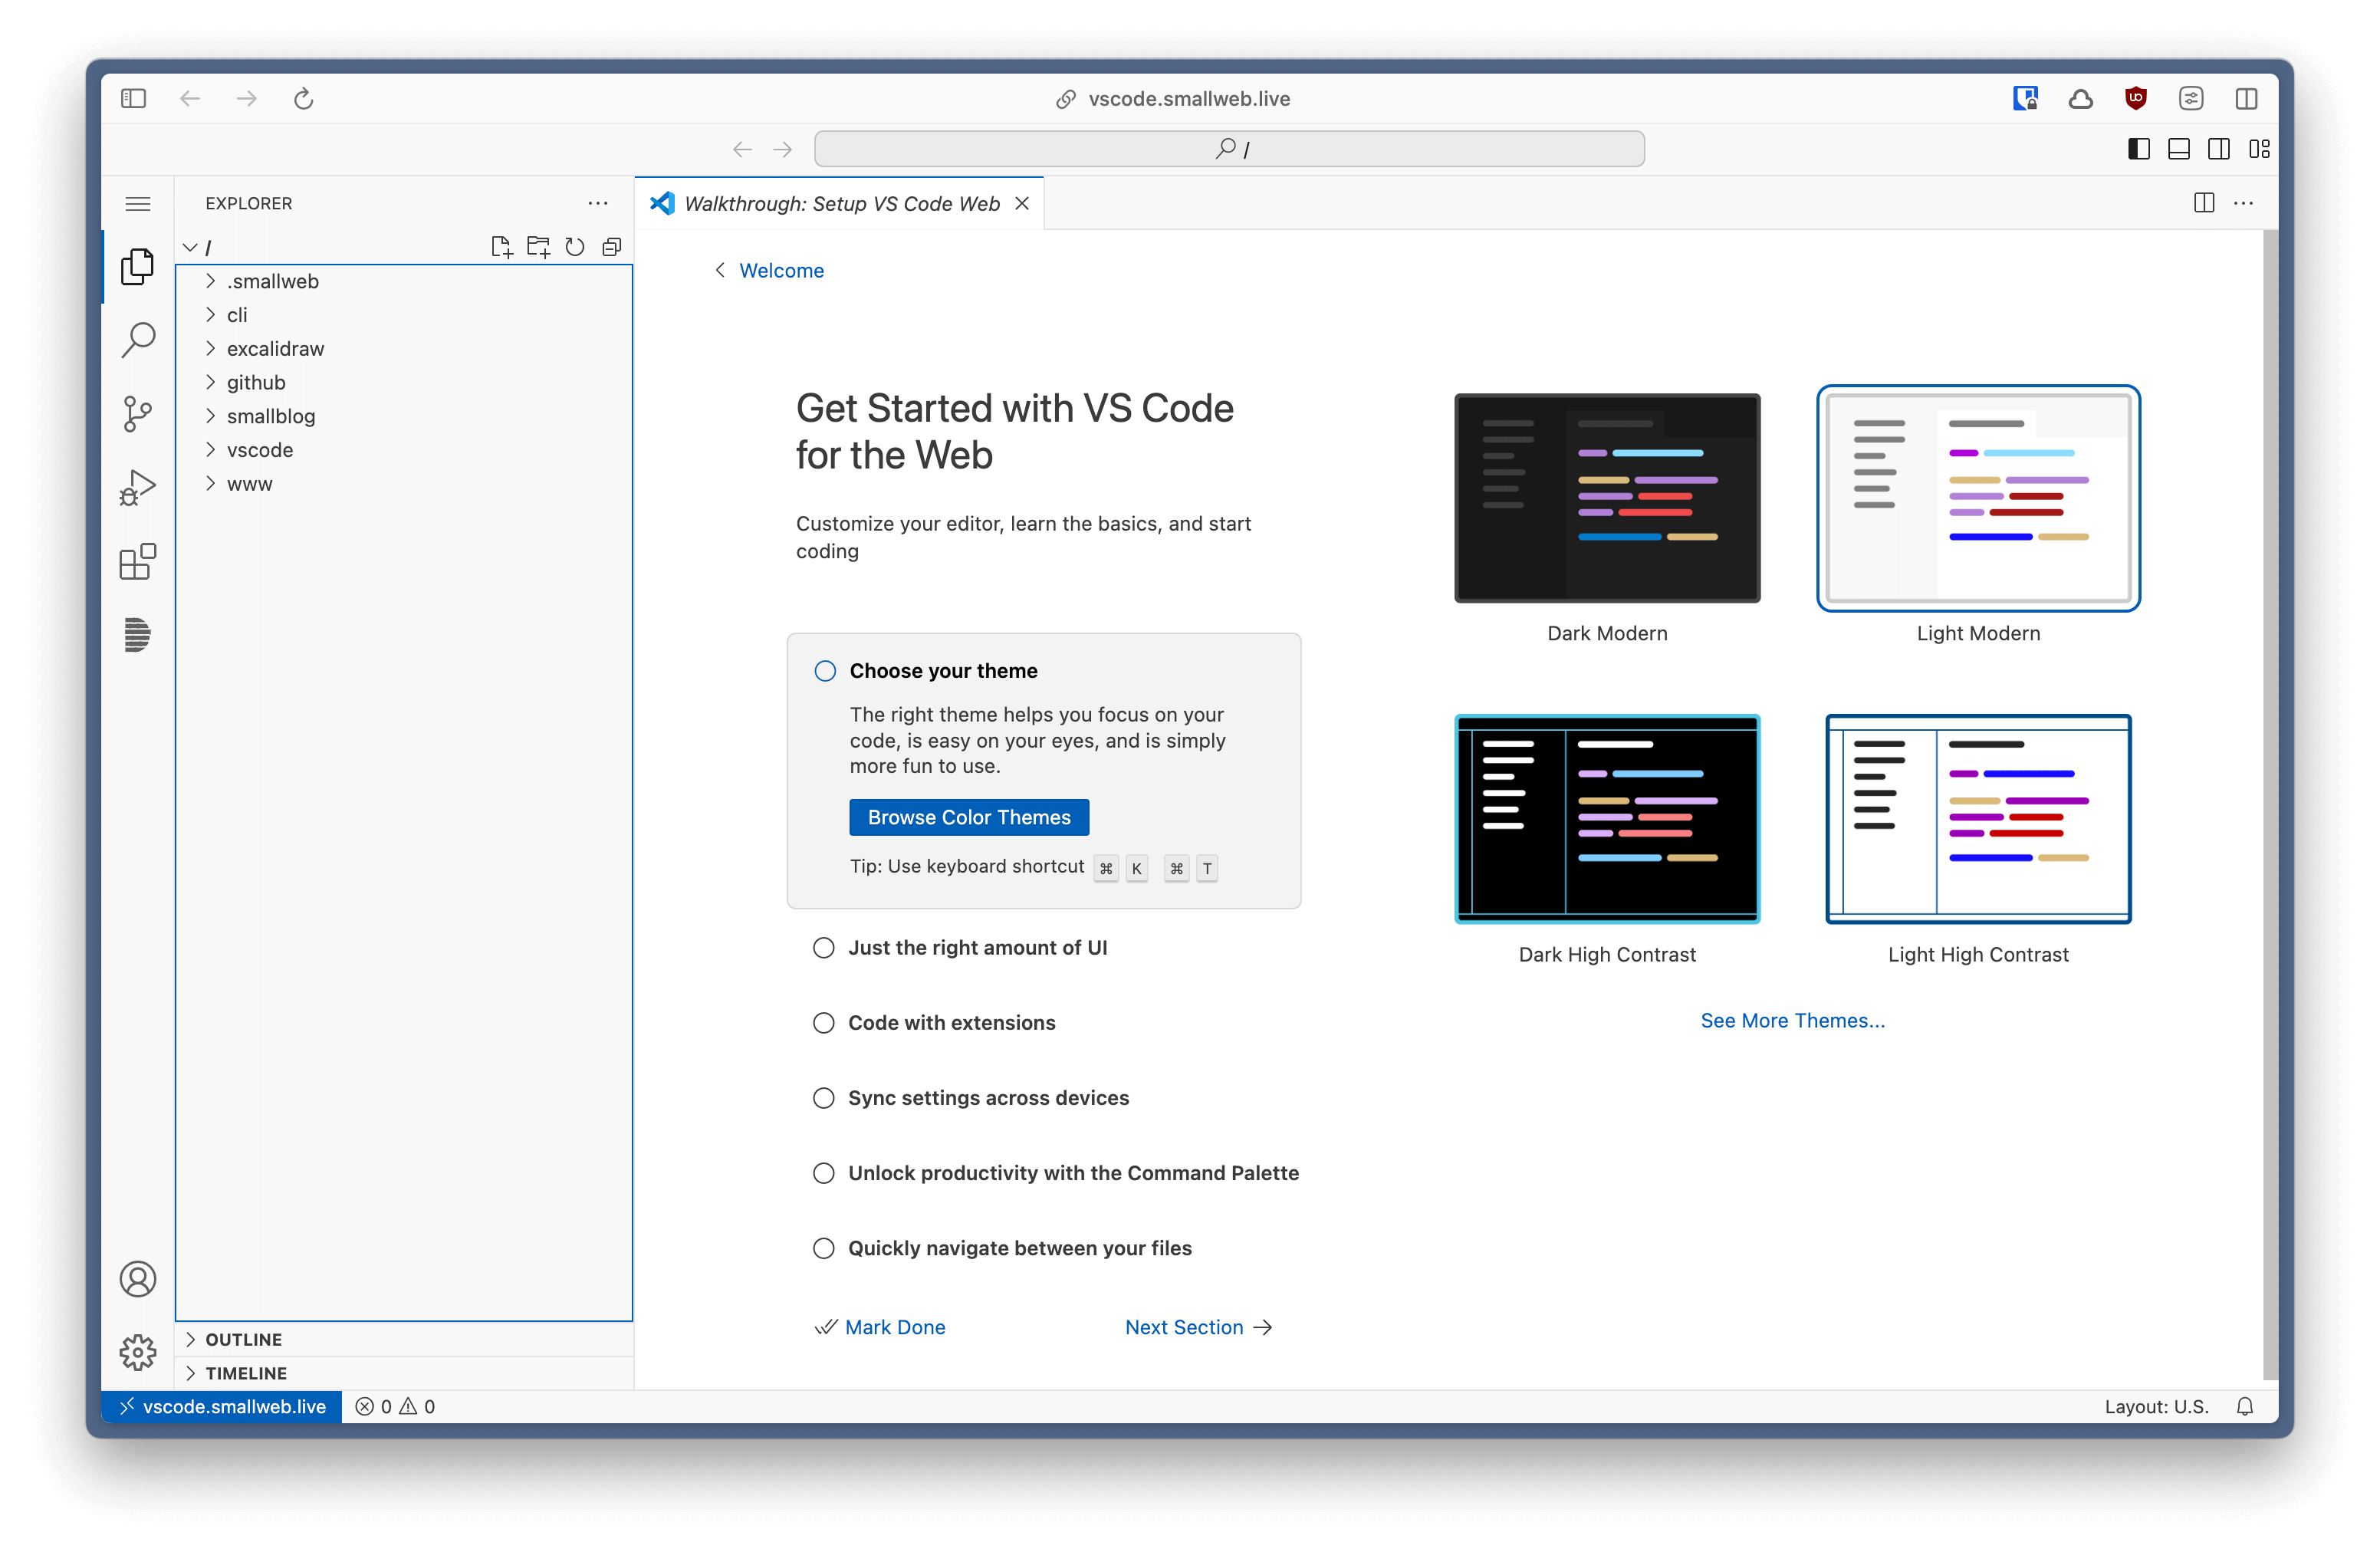 vscode.smallweb.live
/
EXPLORER
Walkthrough: Setup VS Code Web
/
.smallweb
cli
excalidraw
github
smallblog
vscode
www
OUTLINE
TIMELINE
Welcome
Get Started with VS Code
for the Web
Customize your editor, learn the basics, and start
coding
Choose your theme
The right theme helps you focus on your
code, is easy on your eyes, and is simply
more fun to use.
Browse Color Themes
Tip: Use keyboard shortcut ⌘ K ⌘ T
Just the right amount of UI
Code with extensions
Sync settings across devices
Unlock productivity with the Command Palette
Quickly navigate between your files
Mark Done
Next Section
Dark Modern
Light Modern
Dark High Contrast
Light High Contrast
See More Themes...
vscode.smallweb.live
0
0
Layout: U.S.